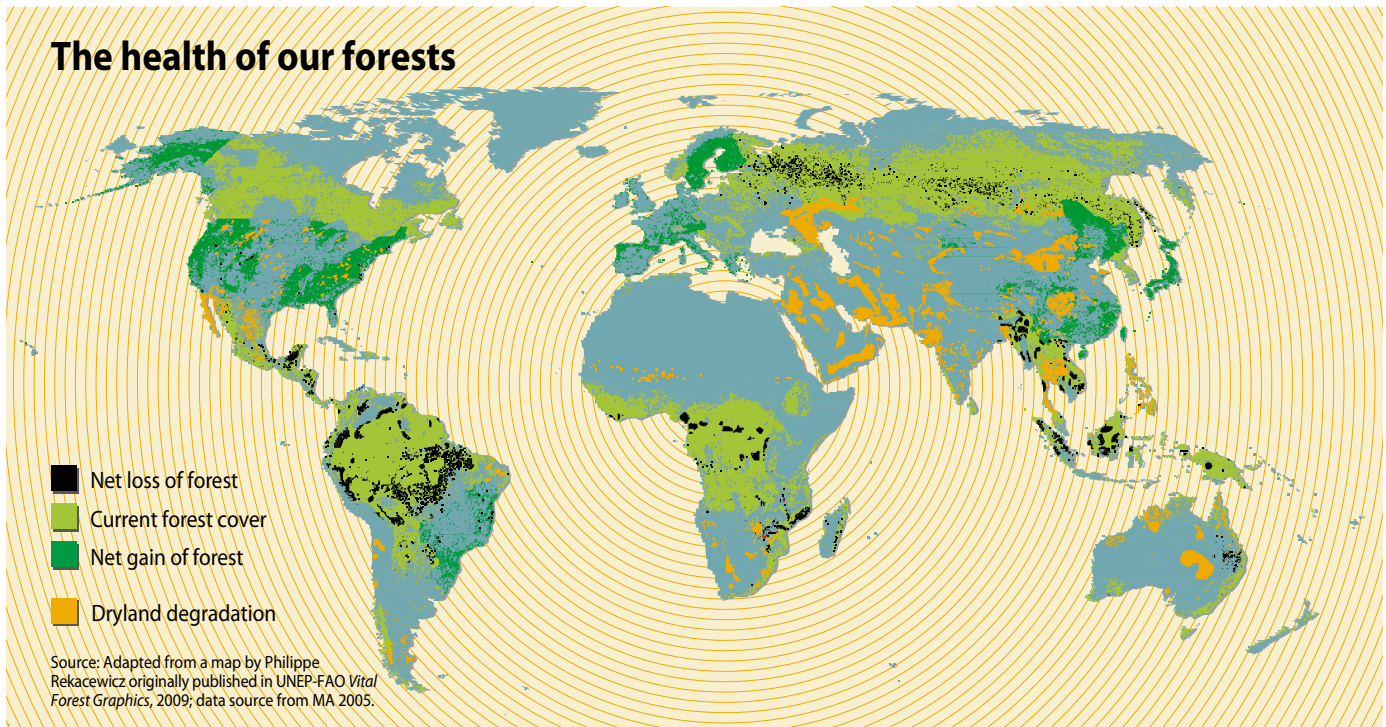 The health of our forests
Net loss of forest
Current forest cover
Net gain of forest
Dryland degradation
Source: Adapted from a map by Philippe
Rekacewicz originally published in UNEP-FAO Vital
Forest Graphics, 2009; data source from MA 2005.